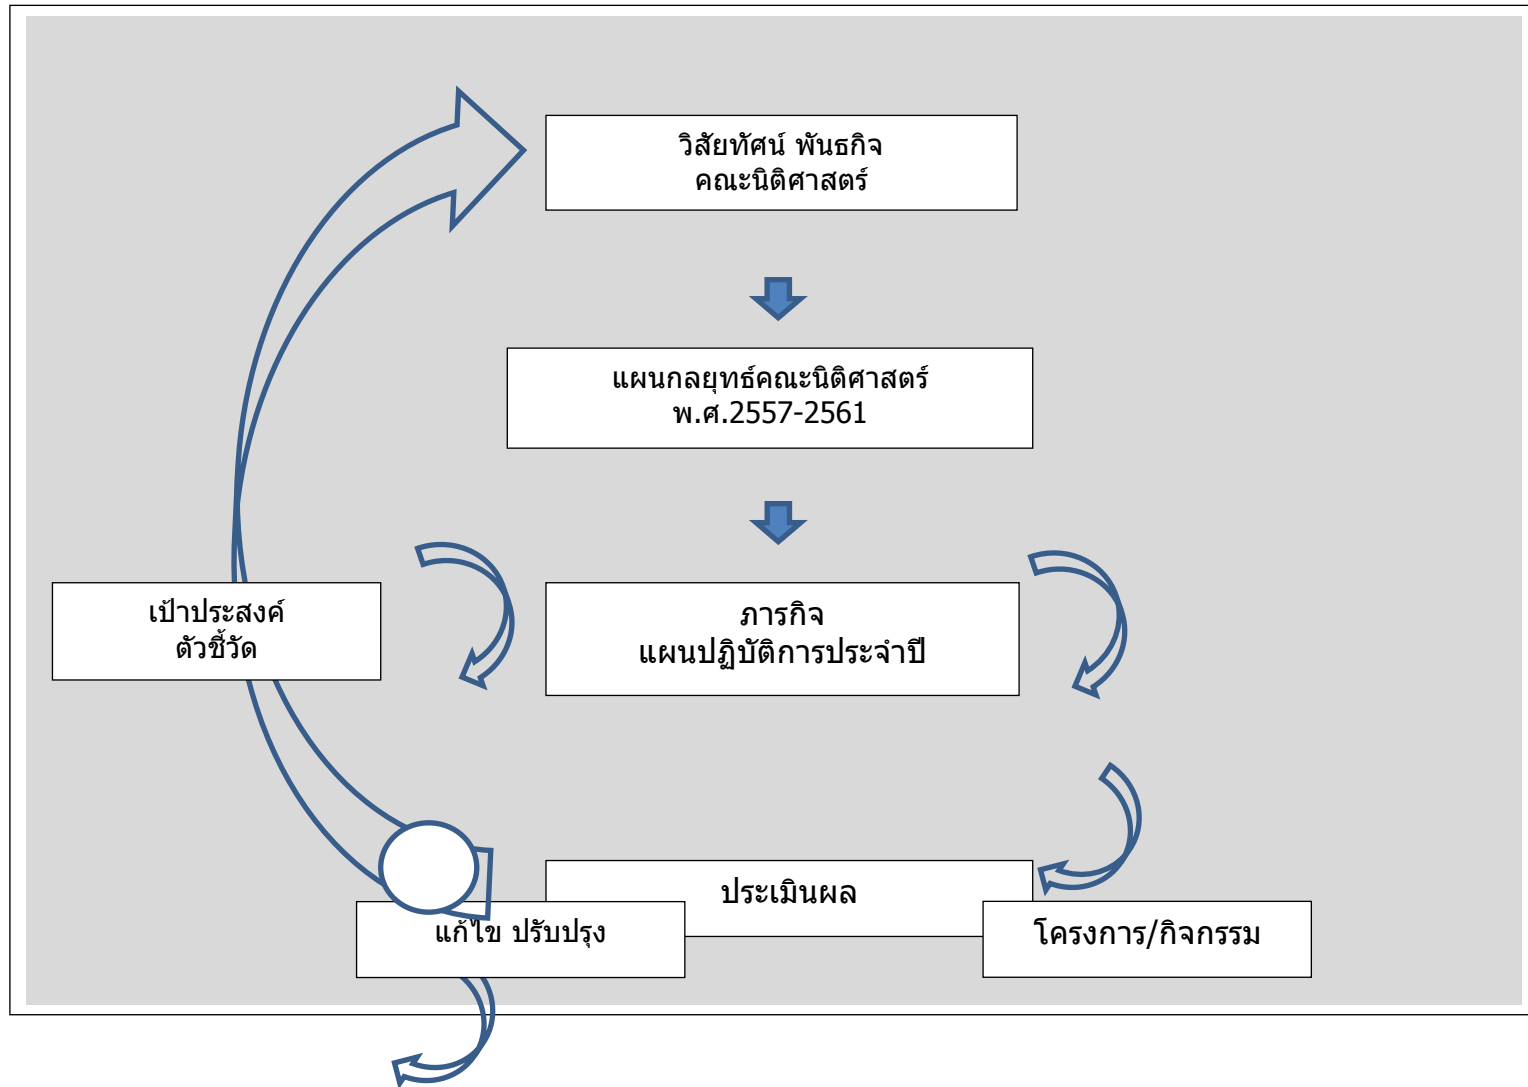 วิสัยทัศน์ พันธกิจ
คณะนิติศาสตร์
แผนกลยุทธ์คณะนิติศาสตร์
พ.ศ.2557-2561
เป้าประสงค์
ตัวชี้วัด
ภารกิจ
แผนปฏิบัติการประจำปี
ประเมินผล
แก้ไข ปรับปรุง
โครงการ/กิจกรรม